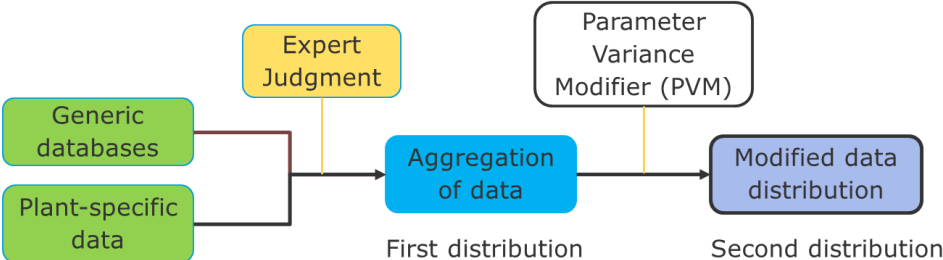 Expert
Judgment
Parameter
Variance
Modifier (PVM)
Generic
databases
Plant-specific
data
Aggregation
of data
Modified data
distribution
First distribution
Second distribution